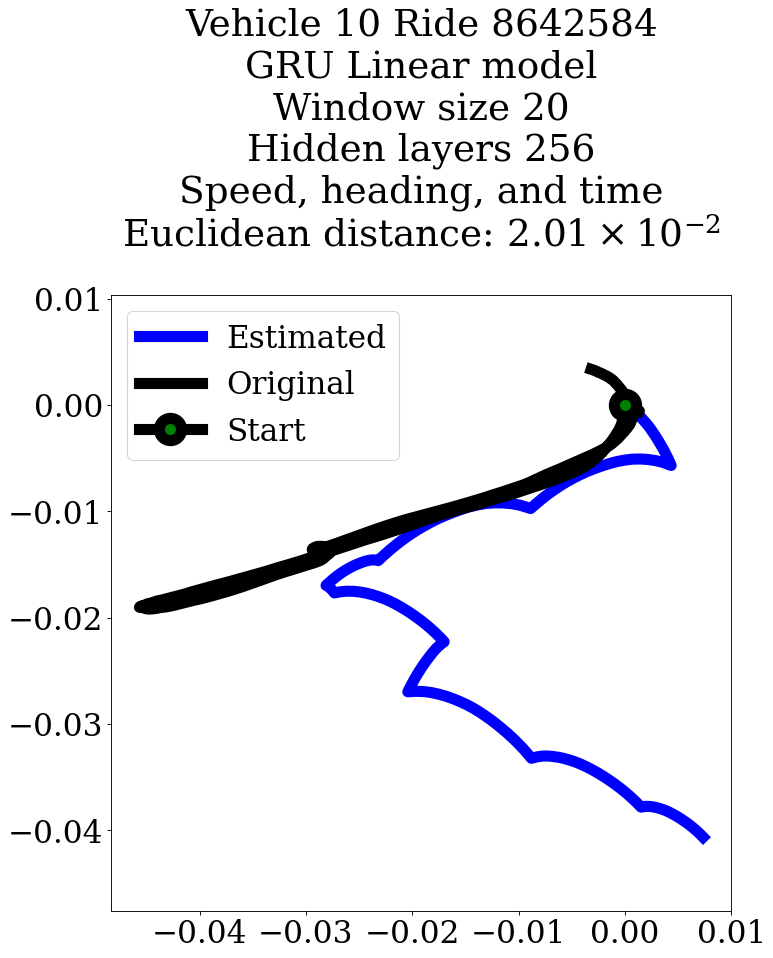 Vehicle 10 Ride 8642584
GRU Linear model
Window size 20
Hidden layers 256
Speed, heading, and time
Euclidean distance: 2.01 × 10⁻²
Estimated
Original
Start
0.01
0.00
−0.01
−0.02
−0.03
−0.04
−0.04 −0.03 −0.02 −0.01 0.00 0.01